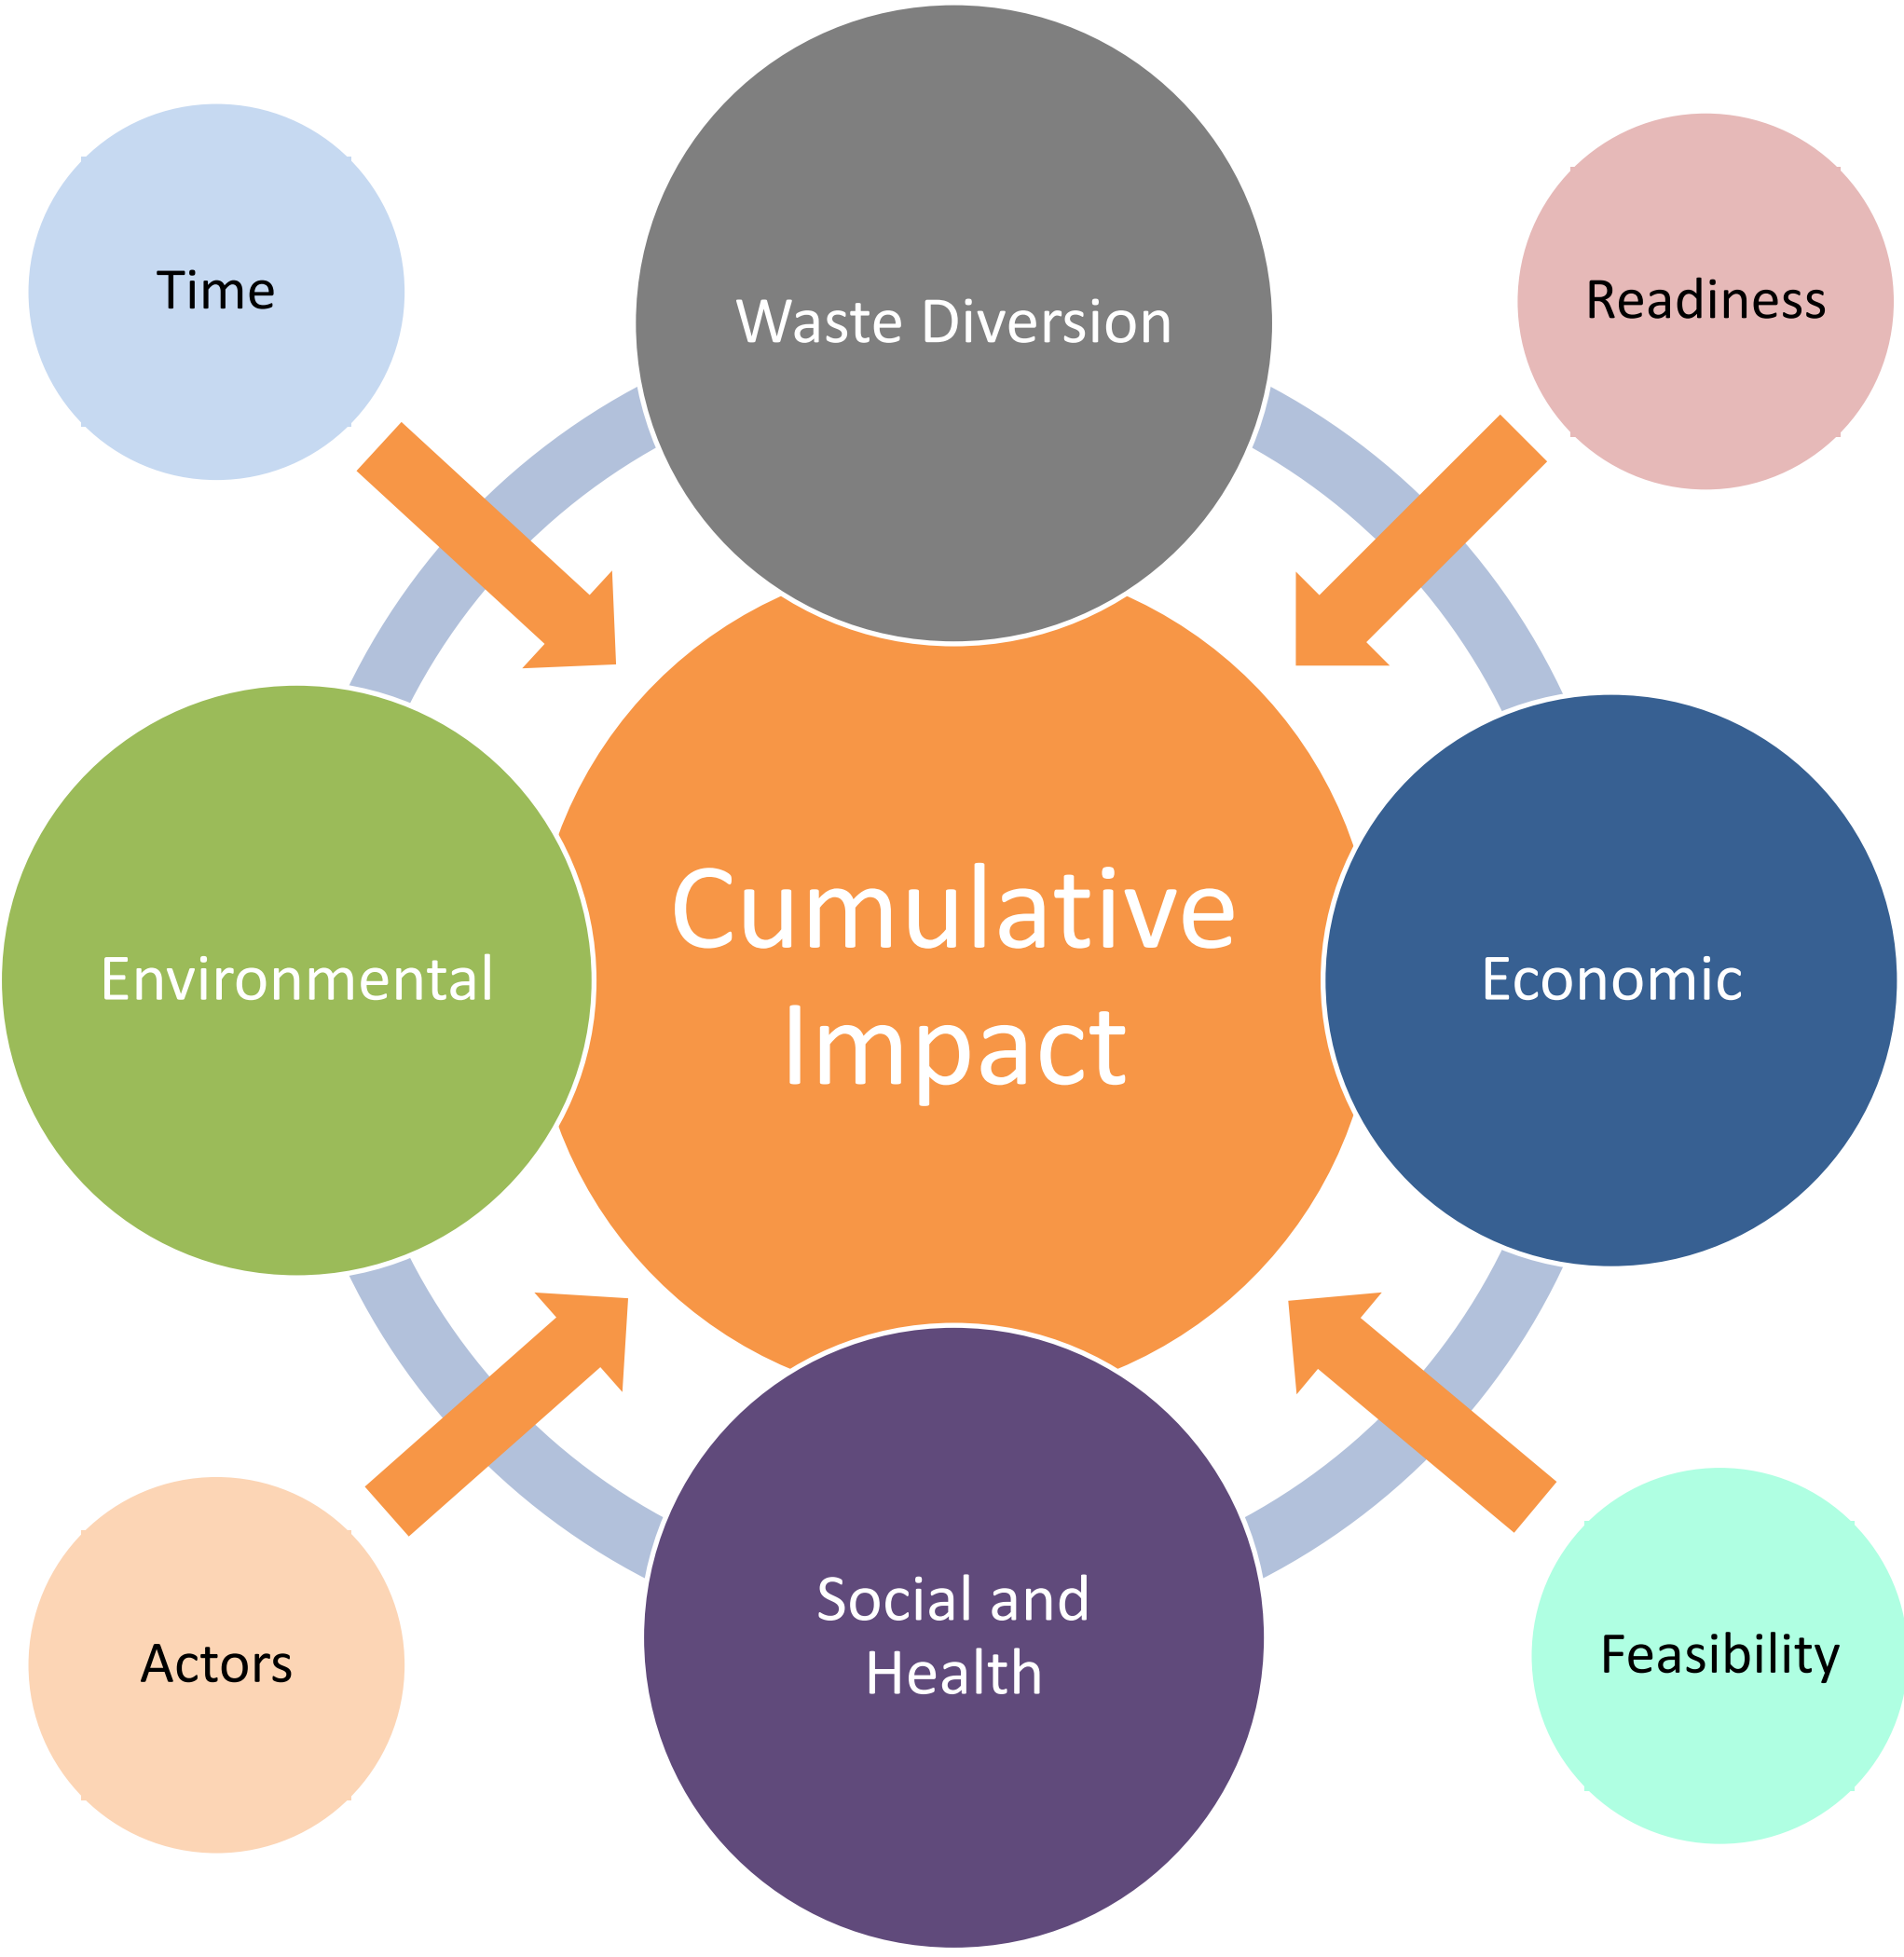 Time
Waste Diversion
Readiness
Environmental
Cumulative
Impact
Economic
Actors
Social and
Health
Feasibility